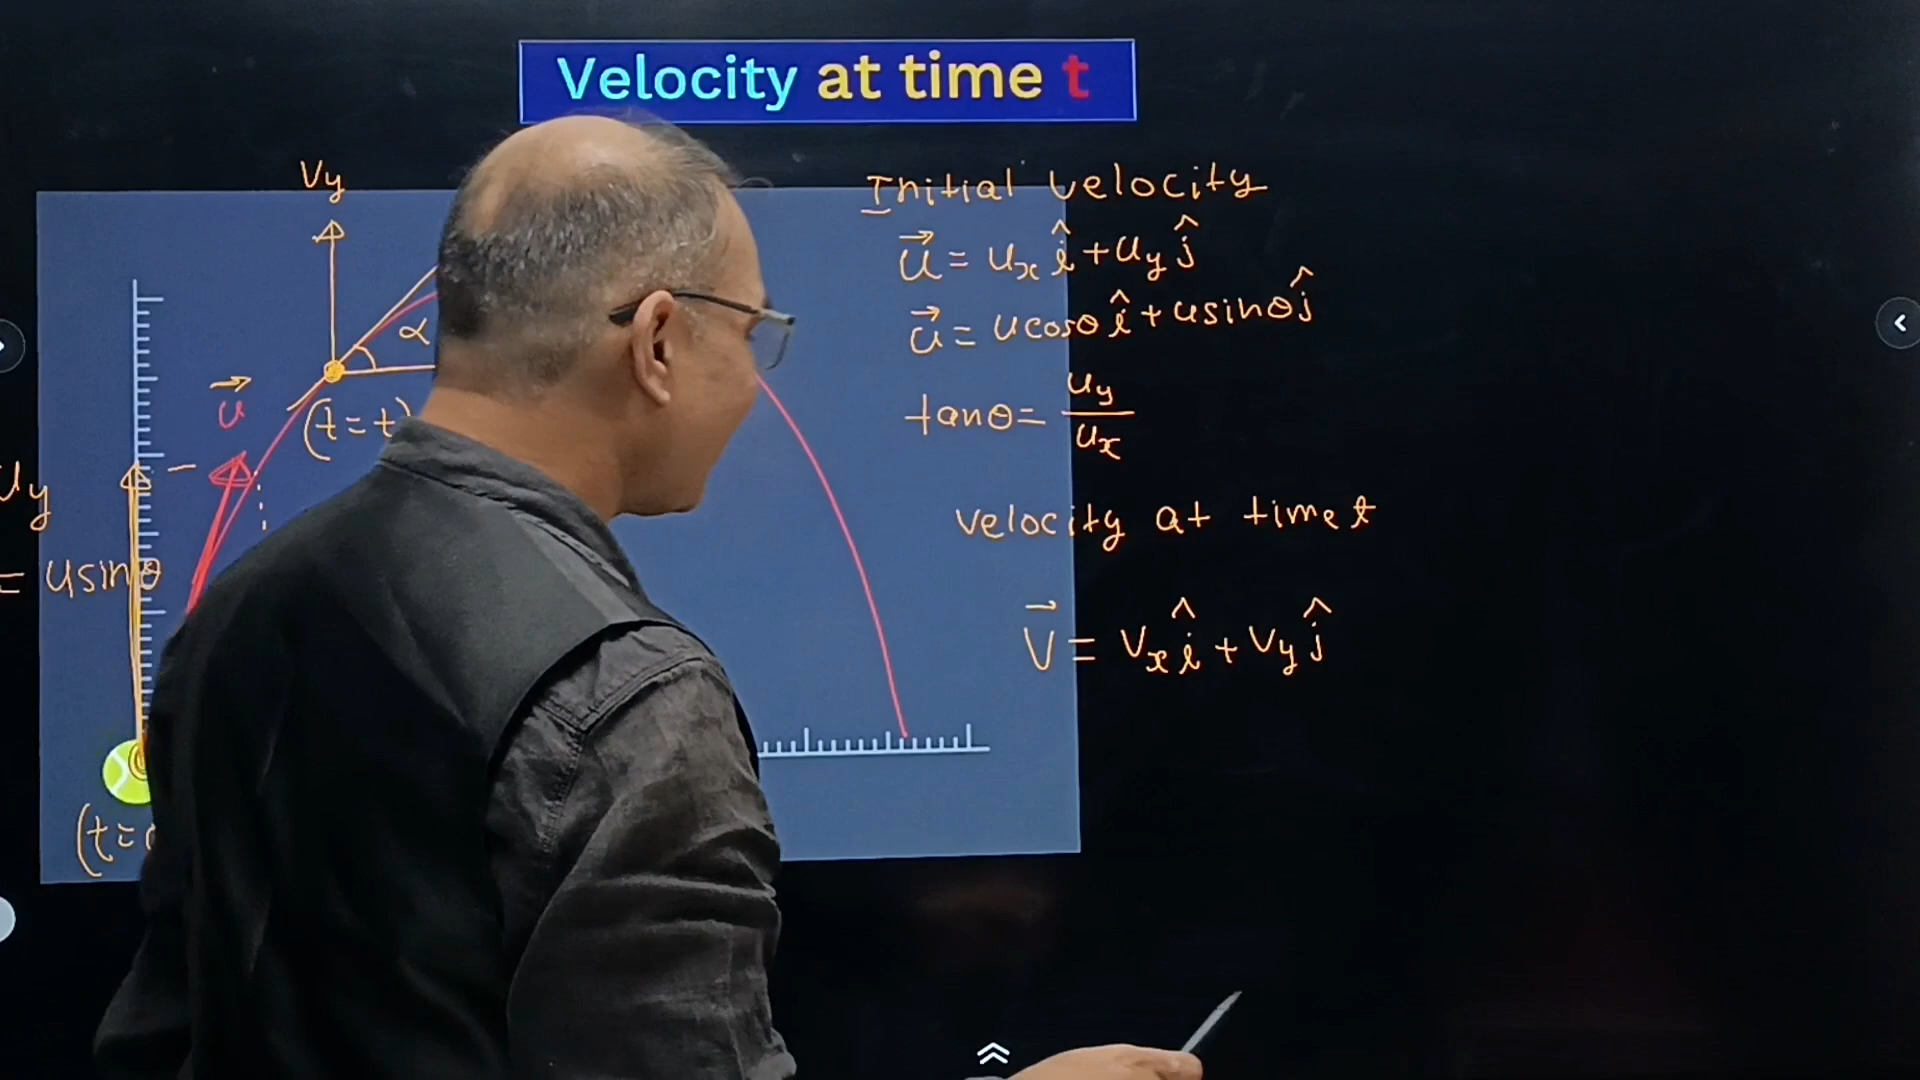 Velocity at time t
Vy
α
u⃗
(t=t)
Uy
= usinθ
(t=
Initial velocity
u⃗ = uₓ î + u_y ĵ
u⃗ = ucosθ î + usinθ ĵ
tanθ = u_y / uₓ
velocity at time t
V⃗ = Vₓ î + V_y ĵ